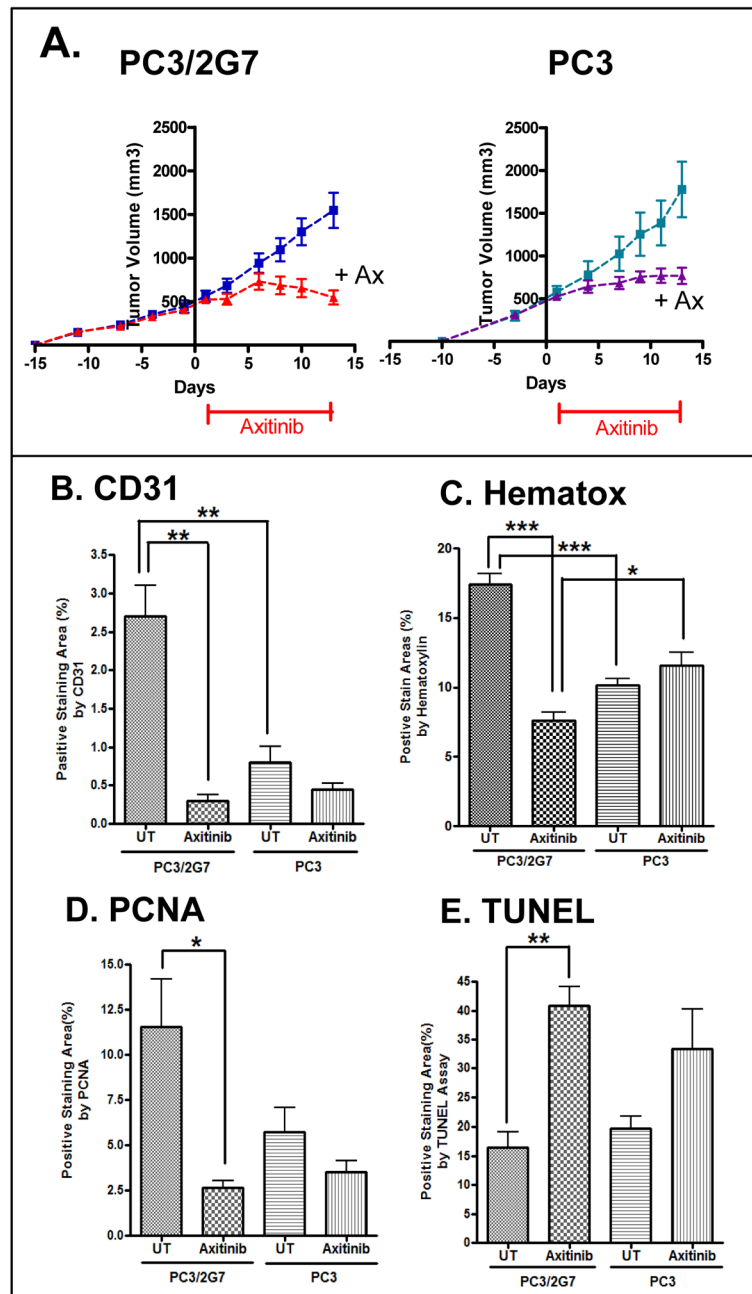 A.
PC3/2G7 PC3
Tumor Volume (mm3) Tumor Volume (mm3)
2500 2500
2000 2000
1500 1500
1000 1000
500 500
+ Ax + Ax
-15 -10 -5 0 5 10 15 -15 -10 -5 0 5 10 15
Days Days
Axitinib Axitinib
B. CD31
** 
**
Pasitive Staining Area (%)
by CD31
3.5
3.0
2.5
2.0
1.5
1.0
0.5
0.0
UT Axitinib UT Axitinib
PC3/2G7 PC3
C. Hematox
***
***
*
Postive Stain Areas (%)
by Hematoxylin
20
15
10
5
0
UT Axitinib UT Axitinib
PC3/2G7 PC3
D. PCNA
*
Positive Staining Area(%)
by PCNA
15.0
12.5
10.0
7.5
5.0
2.5
0.0
UT Axitinib UT Axitinib
PC3/2G7 PC3
E. TUNEL
**
Positive Staining Area(%)
by TUNEL Assay
45
40
35
30
25
20
15
10
5
0
UT Axitinib UT Axitinib
PC3/2G7 PC3